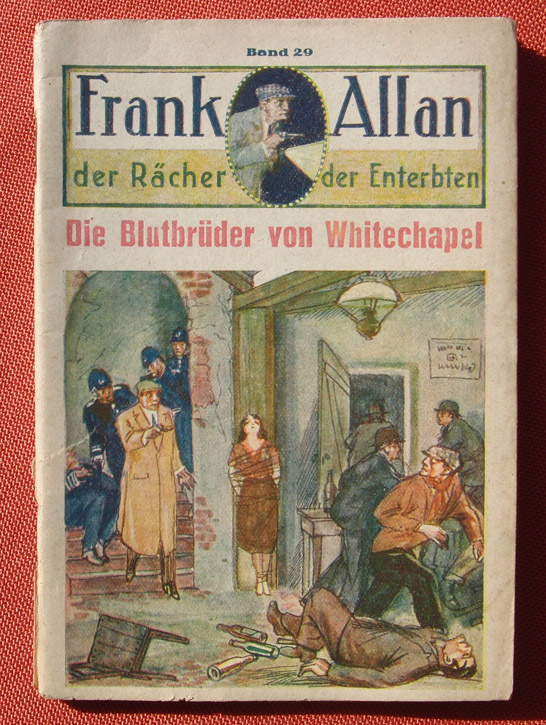 Band 29
Frank Allan
der Rächer der Enterbten
Die Blutbrüder von Whitechapel